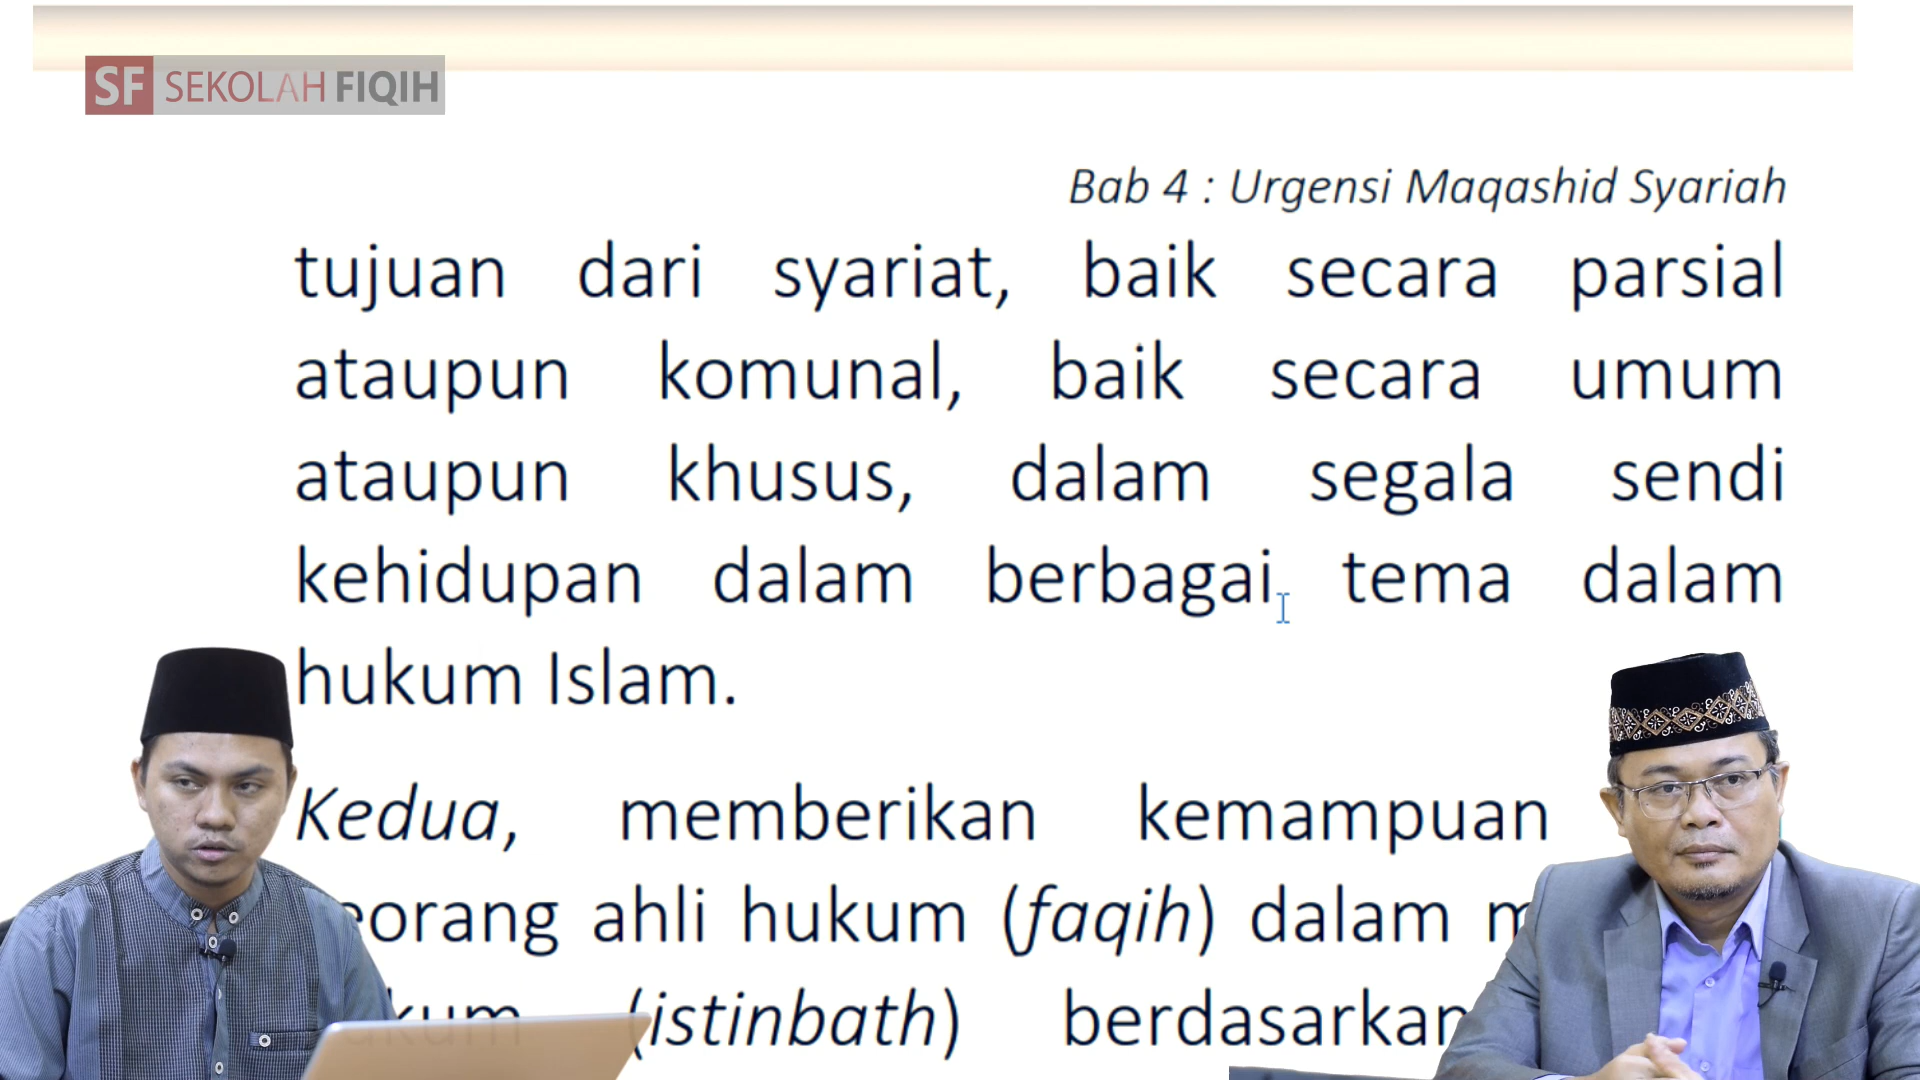 SF SEKOLAH FIQIH
Bab 4 : Urgensi Maqashid Syariah
tujuan dari syariat, baik secara parsial
ataupun komunal, baik secara umum
ataupun khusus, dalam segala sendi
kehidupan dalam berbagai tema dalam
hukum Islam.
Kedua, memberikan kemampuan
eorang ahli hukum (faqih) dalam
(istinbath) berdasarkan